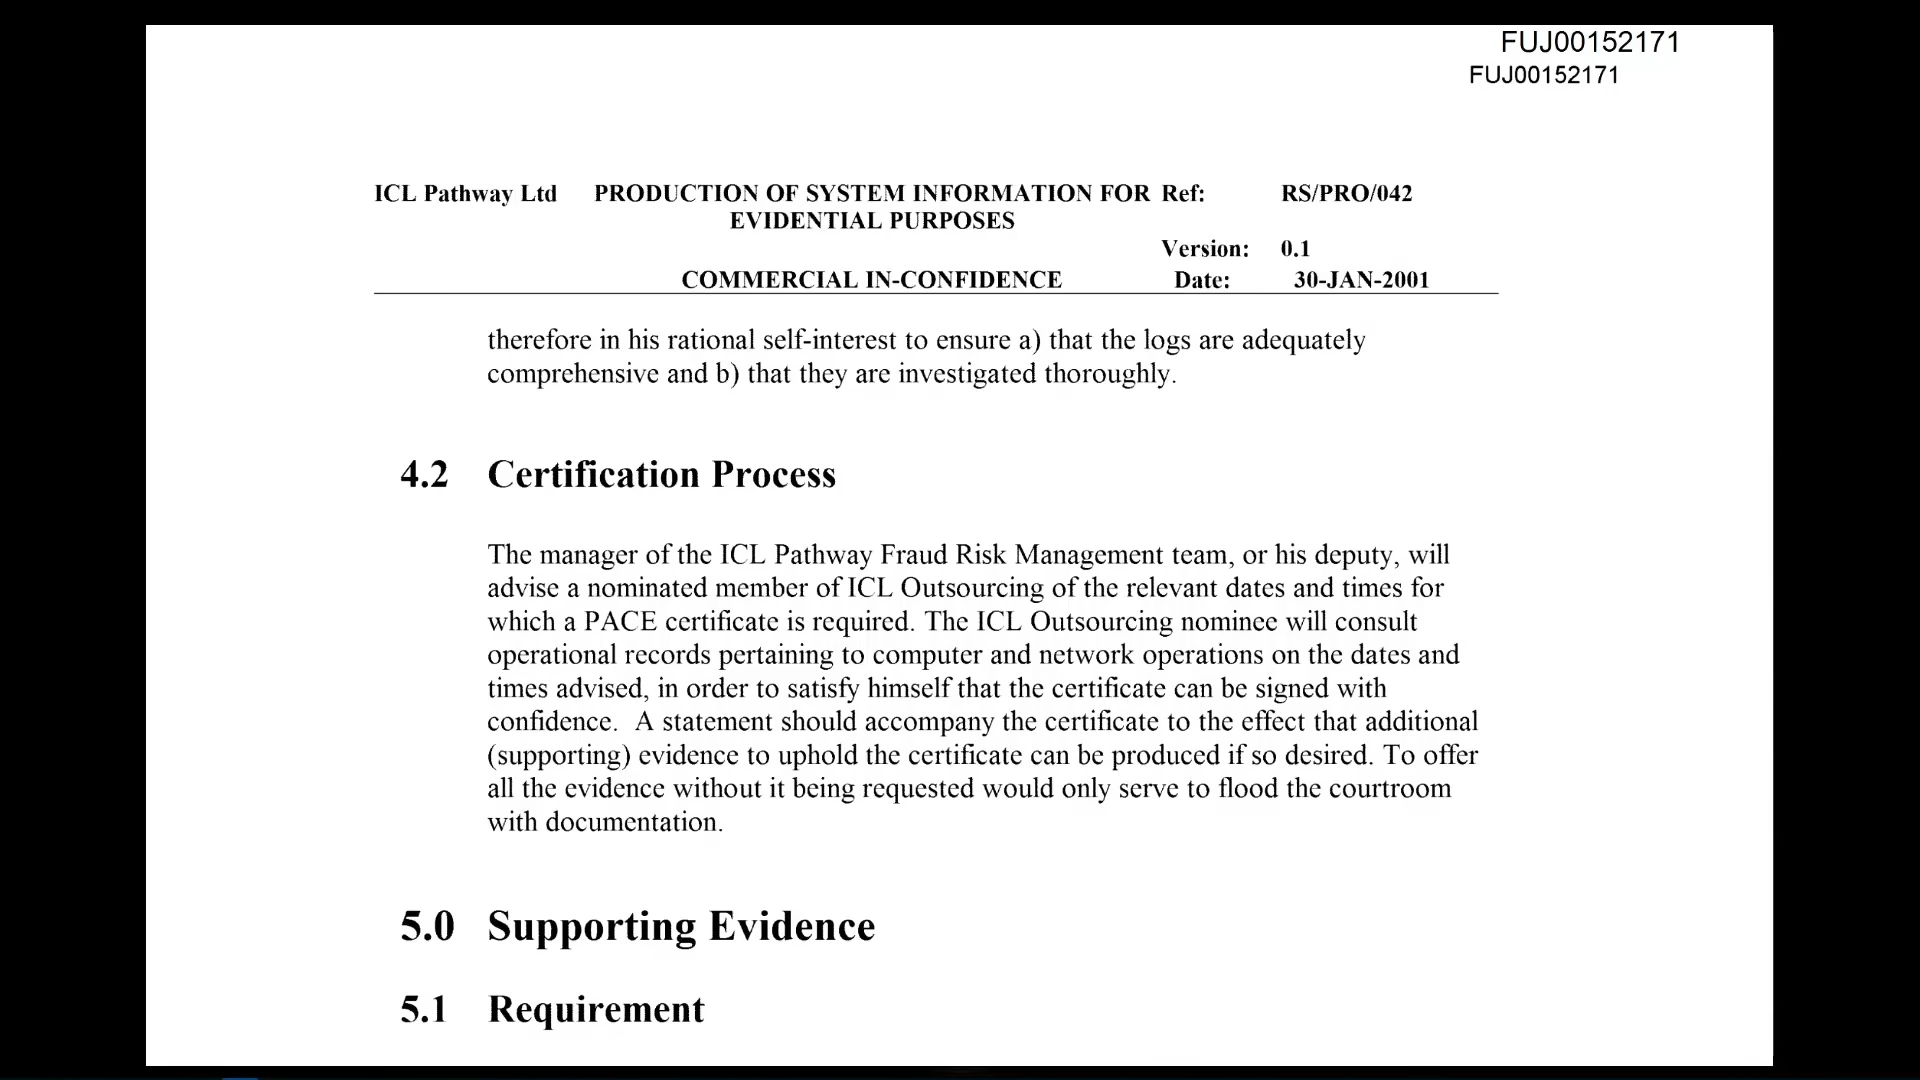 FUJ00152171
FUJ00152171
ICL Pathway Ltd PRODUCTION OF SYSTEM INFORMATION FOR Ref: RS/PRO/042
EVIDENTIAL PURPOSES
Version: 0.1
COMMERCIAL IN-CONFIDENCE Date: 30-JAN-2001
therefore in his rational self-interest to ensure a) that the logs are adequately
comprehensive and b) that they are investigated thoroughly.
4.2 Certification Process
The manager of the ICL Pathway Fraud Risk Management team, or his deputy, will
advise a nominated member of ICL Outsourcing of the relevant dates and times for
which a PACE certificate is required. The ICL Outsourcing nominee will consult
operational records pertaining to computer and network operations on the dates and
times advised, in order to satisfy himself that the certificate can be signed with
confidence. A statement should accompany the certificate to the effect that additional
(supporting) evidence to uphold the certificate can be produced if so desired. To offer
all the evidence without it being requested would only serve to flood the courtroom
with documentation.
5.0 Supporting Evidence
5.1 Requirement